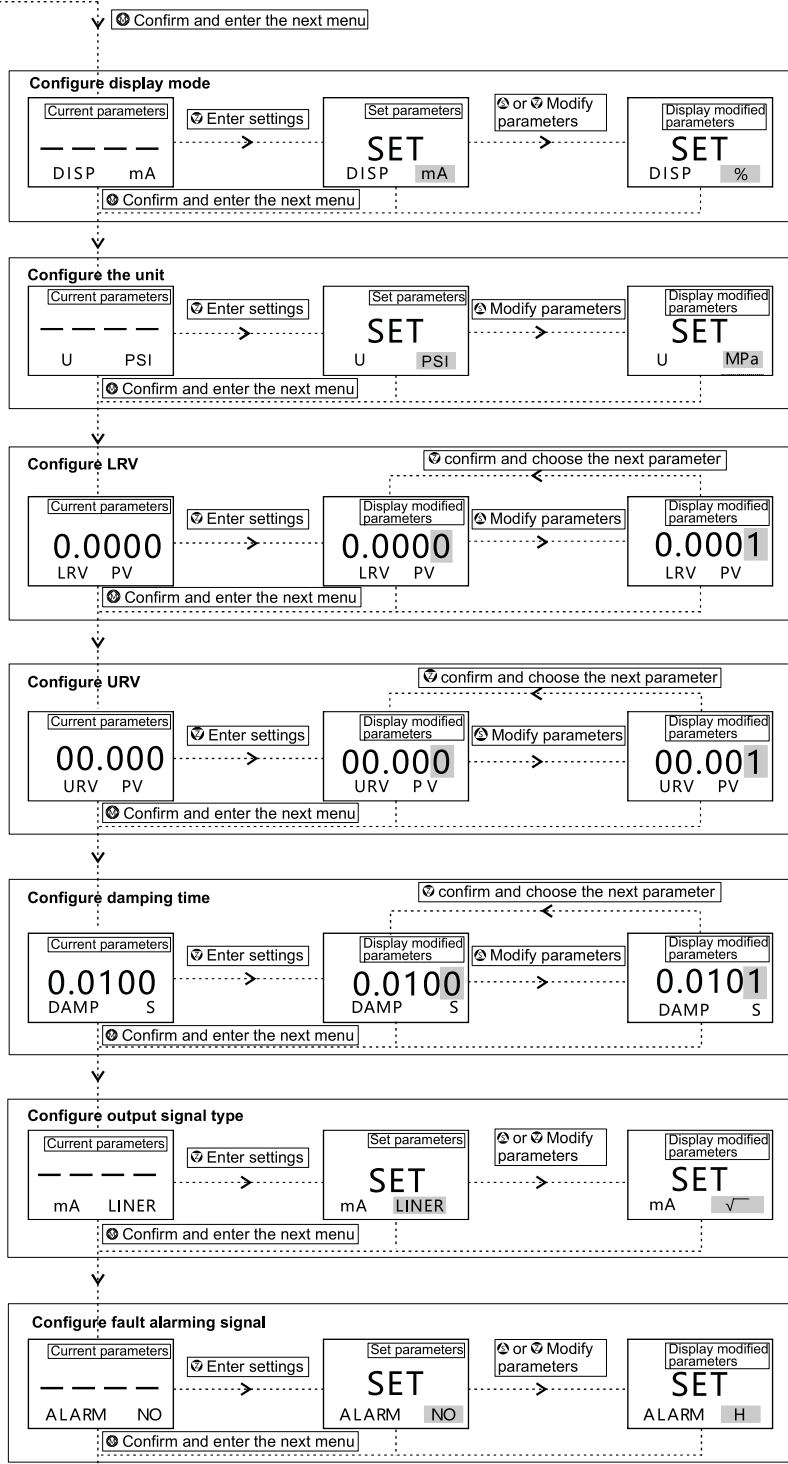 Ⓜ Confirm and enter the next menu
Configure display mode
Current parameters
Ⓩ Enter settings
Set parameters
Ⓢ or Ⓩ Modify
parameters
Display modified
parameters
— — — —
SET
SET
DISP mA
DISP mA
DISP %
Ⓜ Confirm and enter the next menu
Configure the unit
Current parameters
Ⓩ Enter settings
Set parameters
Ⓢ Modify parameters
Display modified
parameters
— — — —
SET
SET
U PSI
U PSI
U MPa
Ⓜ Confirm and enter the next menu
Configure LRV
Ⓩ confirm and choose the next parameter
Current parameters
Ⓩ Enter settings
Display modified
parameters
Ⓢ Modify parameters
Display modified
parameters
0.0000
0.0000
0.0001
LRV PV
LRV PV
LRV PV
Ⓜ Confirm and enter the next menu
Configure URV
Ⓩ confirm and choose the next parameter
Current parameters
Ⓩ Enter settings
Display modified
parameters
Ⓢ Modify parameters
Display modified
parameters
00.000
00.000
00.001
URV PV
URV PV
URV PV
Ⓜ Confirm and enter the next menu
Configure damping time
Ⓩ confirm and choose the next parameter
Current parameters
Ⓩ Enter settings
Display modified
parameters
Ⓢ Modify parameters
Display modified
parameters
0.0100
0.0100
0.0101
DAMP S
DAMP S
DAMP S
Ⓜ Confirm and enter the next menu
Configure output signal type
Current parameters
Ⓩ Enter settings
Set parameters
Ⓢ or Ⓩ Modify
parameters
Display modified
parameters
— — — —
SET
SET
mA LINER
mA LINER
mA √
Ⓜ Confirm and enter the next menu
Configure fault alarming signal
Current parameters
Ⓩ Enter settings
Set parameters
Ⓢ or Ⓩ Modify
parameters
Display modified
parameters
— — — —
SET
SET
ALARM NO
ALARM NO
ALARM H
Ⓜ Confirm and enter the next menu